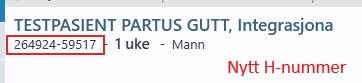 TESTPASIENT PARTUS GUTT, Integrasjona
264924-59517 - 1 uke - Mann
Nytt H-nummer